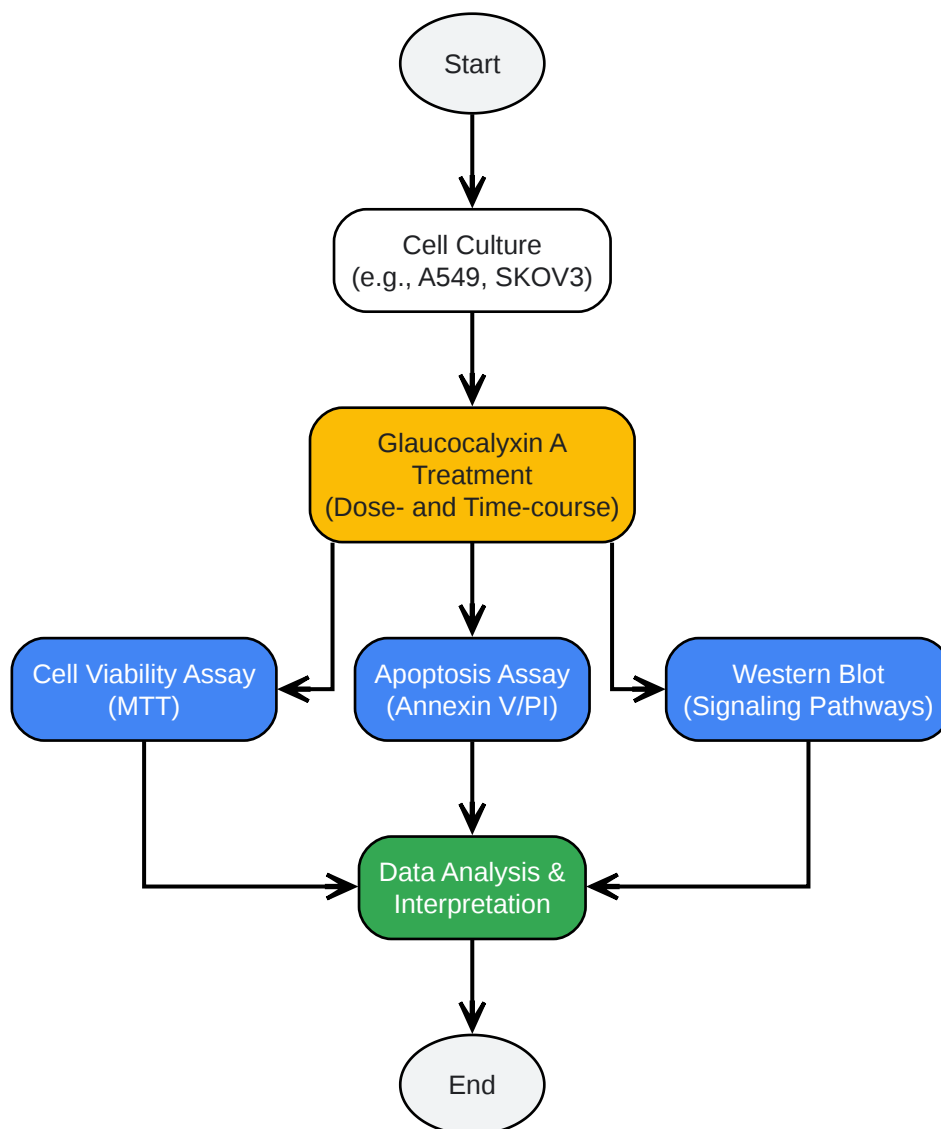 Start
Cell Culture
(e.g., A549, SKOV3)
Glaucocalyxin A
Treatment
(Dose- and Time-course)
Cell Viability Assay
(MTT)
Apoptosis Assay
(Annexin V/PI)
Western Blot
(Signaling Pathways)
Data Analysis &
Interpretation
End